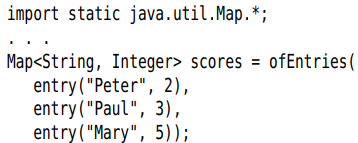 import static java.util.Map.*;
. . .
Map<String, Integer> scores = ofEntries(
   entry("Peter", 2),
   entry("Paul", 3),
   entry("Mary", 5));